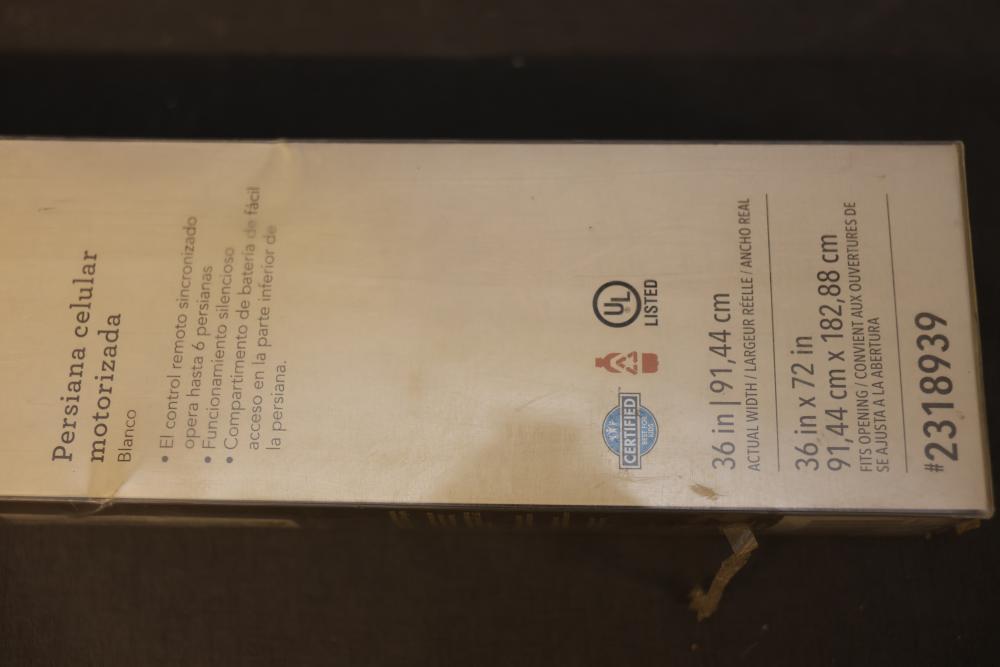 Persiana celular
motorizada
Blanco
• El control remoto sincronizado
opera hasta 6 persianas
• Funcionamiento silencioso
• Compartimento de batería de fácil
acceso en la parte inferior de
la persiana.
CERTIFIED
BEST FOR
KIDS
UL
LISTED
36 in | 91,44 cm
ACTUAL WIDTH / LARGEUR RÉELLE / ANCHO REAL
36 in x 72 in
91,44 cm x 182,88 cm
FITS OPENING / CONVIENT AUX OUVERTURES DE
SE AJUSTA A LA ABERTURA
#2318939